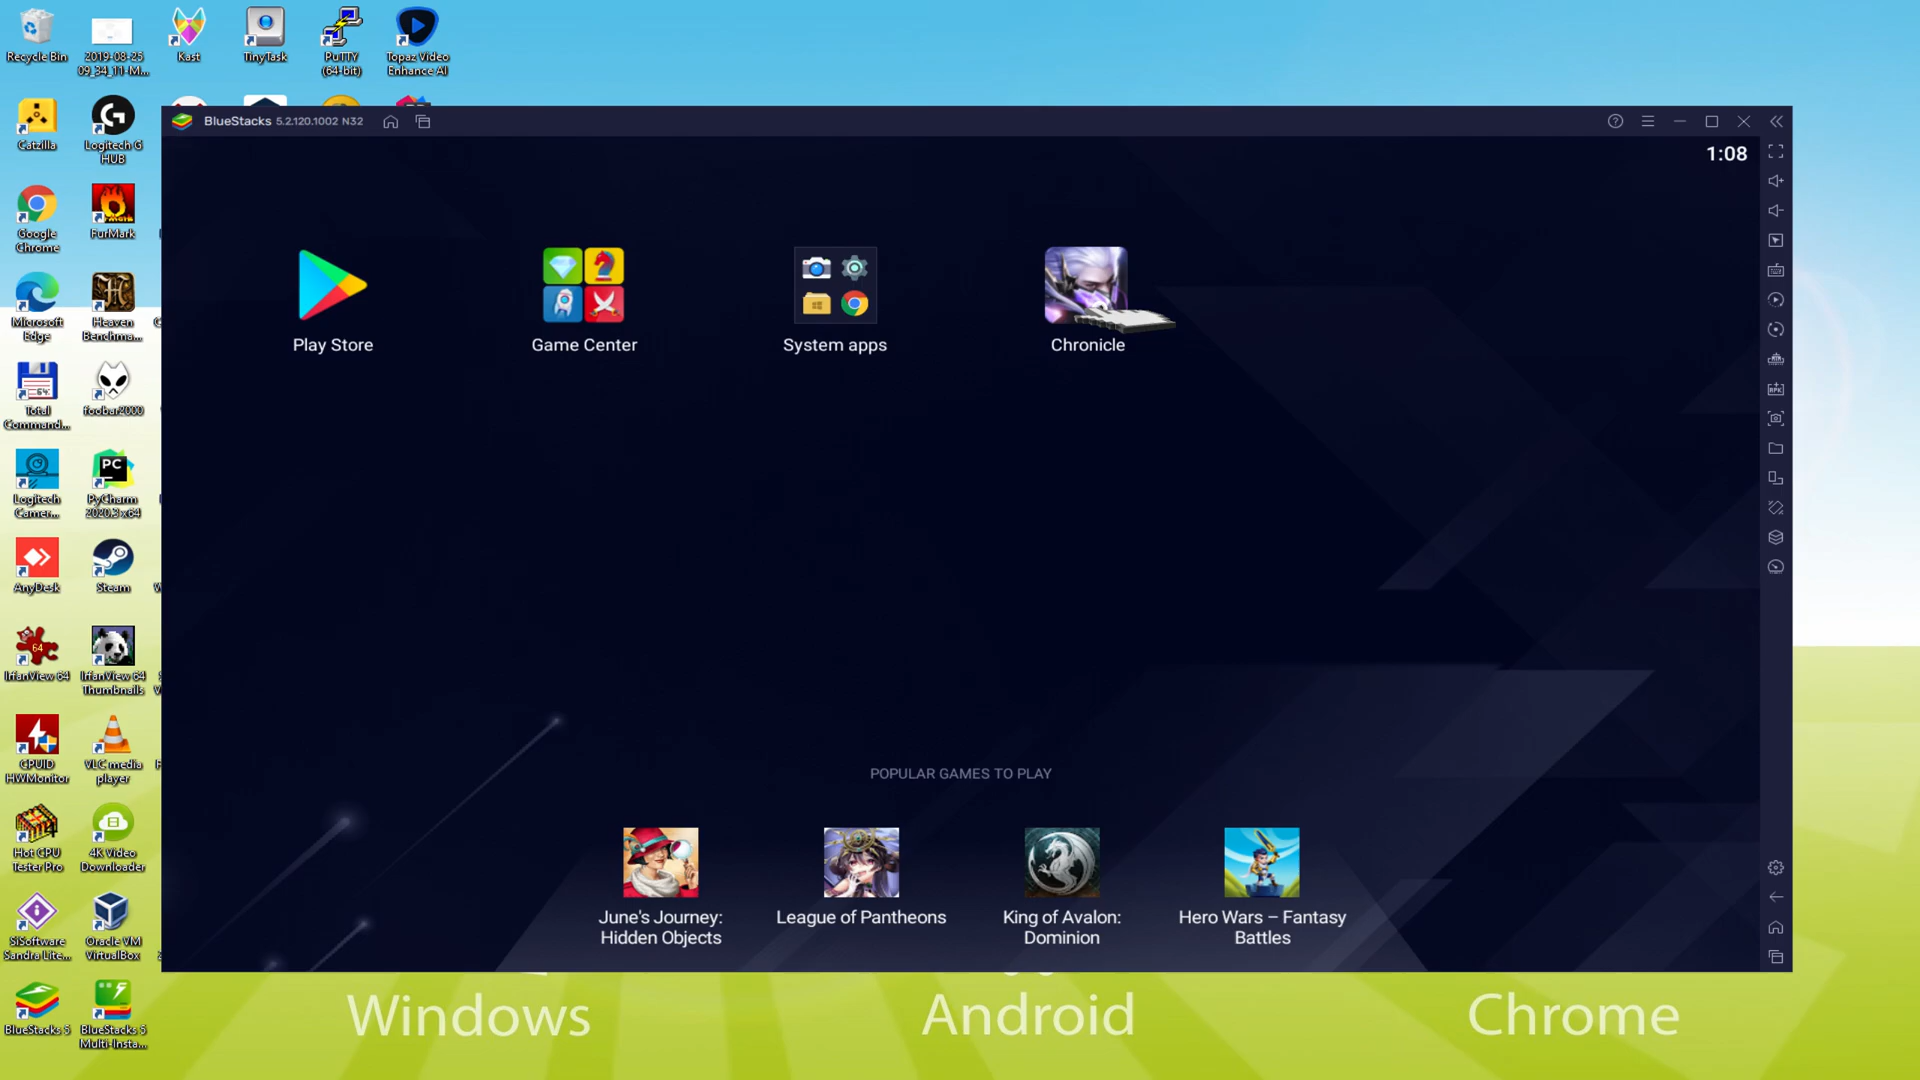 Recycle Bin
2019-08-25
09_34_11-M...
Kast
TinyTask
PuTTY
(64-bit)
Topaz Video
Enhance AI
Catzilla
Logitech G
HUB
Google
Chrome
FurMark
Microsoft
Edge
Heaven
Benchma...
Total
Command...
foobar2000
Logitech
Camer...
PC
PyCharm
2020.3 x64
AnyDesk
Steam
64
IrfanView 64
IrfanView 64
Thumbnails
CPUID
HWMonitor
VLC media
player
Hot CPU
Tester Pro
4K Video
Downloader
SiSoftware
Sandra Lite...
Oracle VM
VirtualBox
BlueStacks 5
BlueStacks 5
Multi-Insta...
BlueStacks 5.2.120.1002 N32
1:08
Play Store
Game Center
System apps
Chronicle
POPULAR GAMES TO PLAY
June's Journey:
Hidden Objects
League of Pantheons
King of Avalon:
Dominion
Hero Wars – Fantasy
Battles
Windows
Android
Chrome